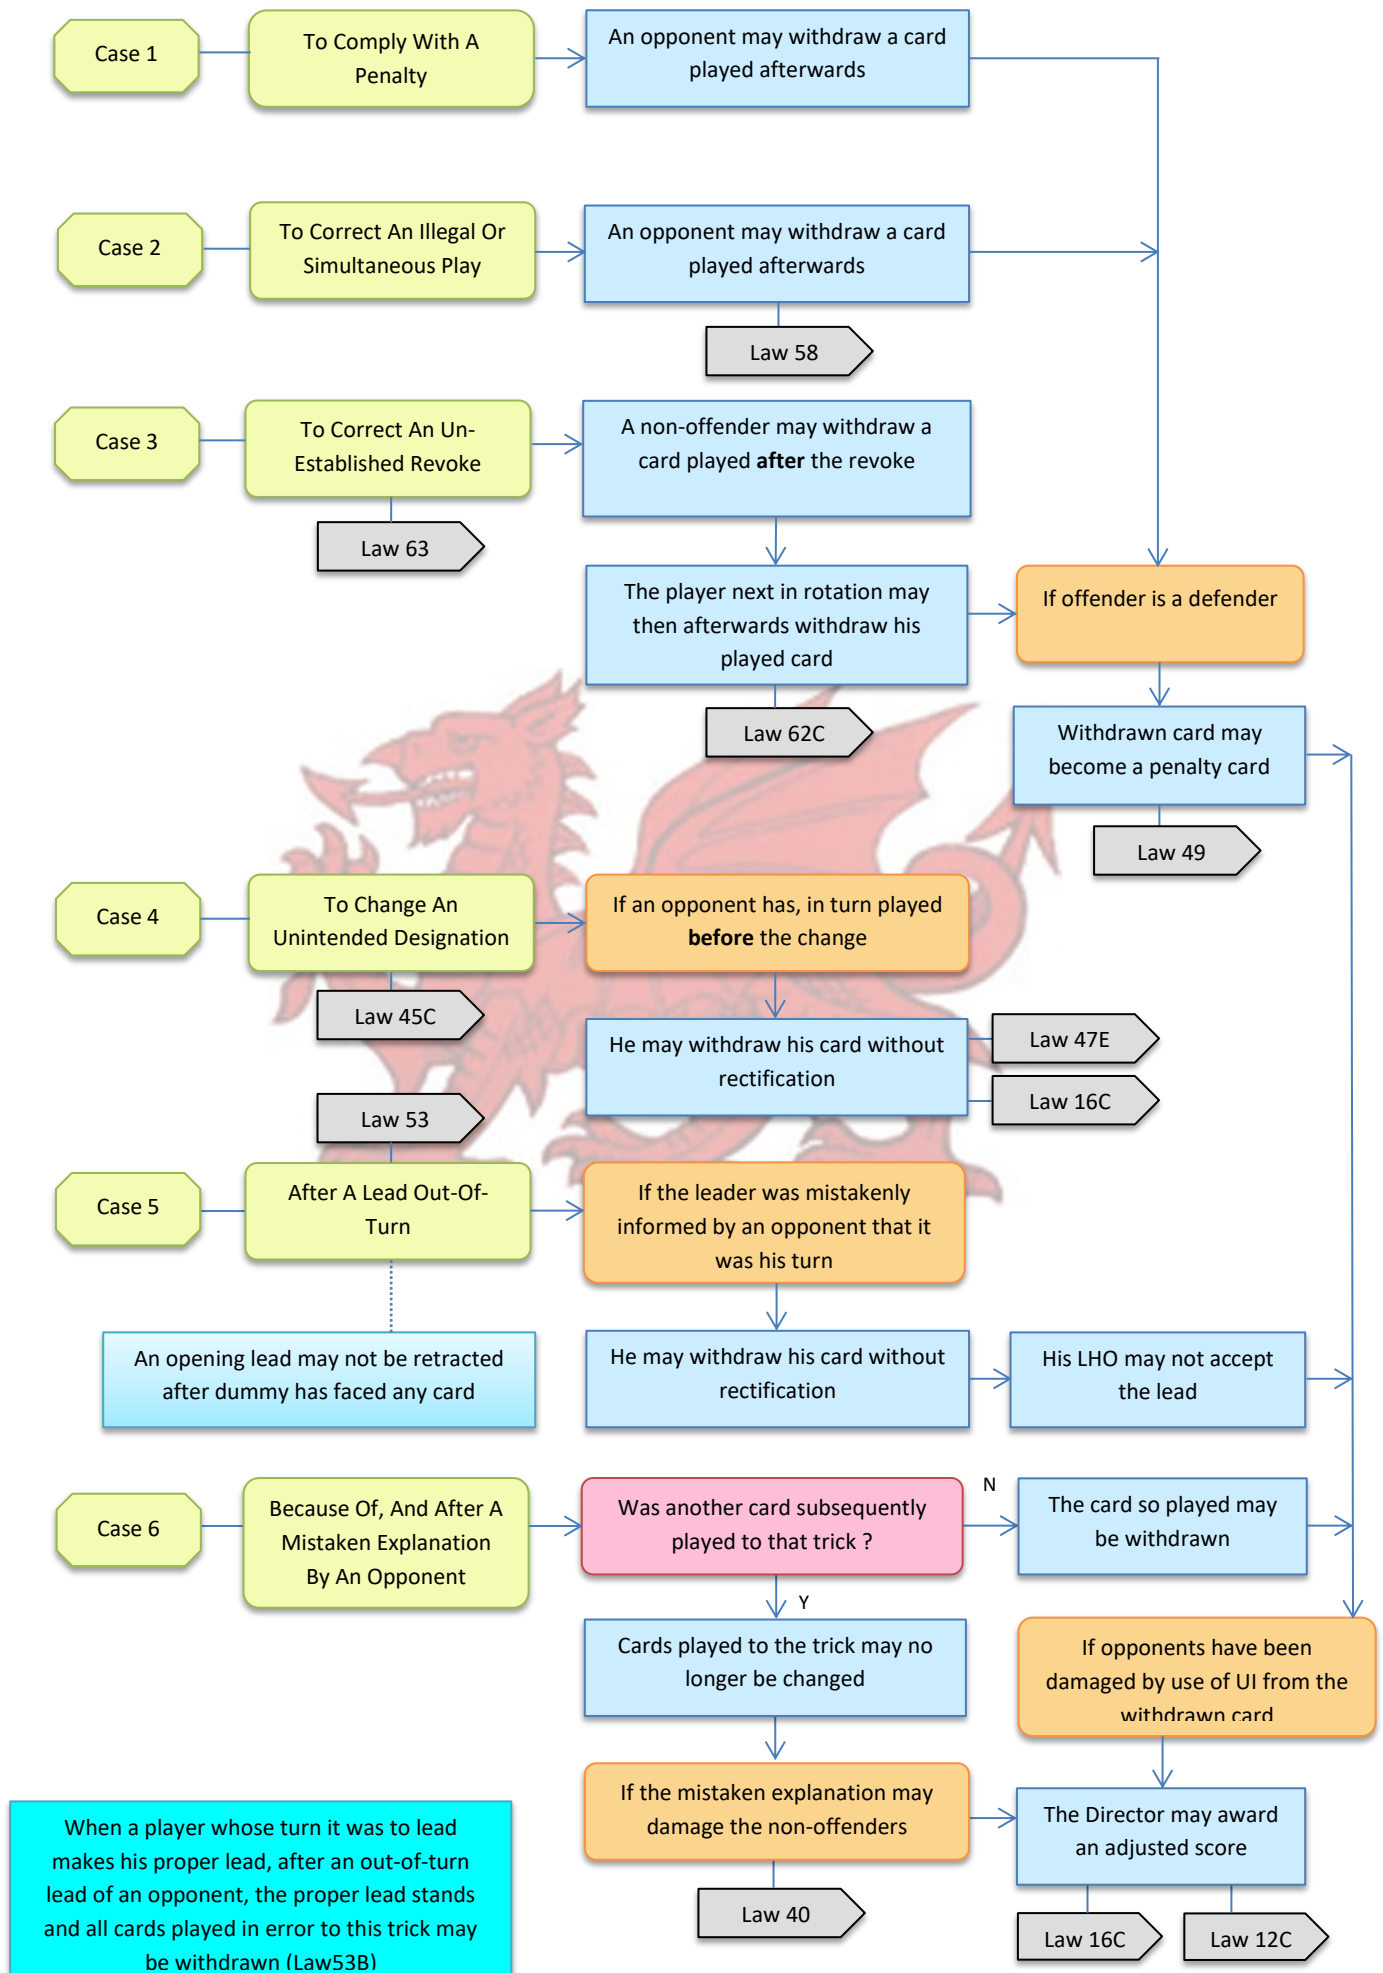 Case 1
To Comply With A
Penalty
An opponent may withdraw a card
played afterwards
Case 2
To Correct An Illegal Or
Simultaneous Play
An opponent may withdraw a card
played afterwards
Law 58
Case 3
To Correct An Un-
Established Revoke
A non-offender may withdraw a
card played after the revoke
Law 63
The player next in rotation may
then afterwards withdraw his
played card
If offender is a defender
Law 62C
Withdrawn card may
become a penalty card
Law 49
Case 4
To Change An
Unintended Designation
If an opponent has, in turn played
before the change
Law 45C
He may withdraw his card without
rectification
Law 47E
Law 16C
Law 53
Case 5
After A Lead Out-Of-
Turn
If the leader was mistakenly
informed by an opponent that it
was his turn
An opening lead may not be retracted
after dummy has faced any card
He may withdraw his card without
rectification
His LHO may not accept
the lead
Case 6
Because Of, And After A
Mistaken Explanation
By An Opponent
Was another card subsequently
played to that trick ?
N
The card so played may
be withdrawn
Y
Cards played to the trick may no
longer be changed
If opponents have been
damaged by use of UI from the
withdrawn card
If the mistaken explanation may
damage the non-offenders
The Director may award
an adjusted score
Law 40
Law 16C
Law 12C
When a player whose turn it was to lead
makes his proper lead, after an out-of-turn
lead of an opponent, the proper lead stands
and all cards played in error to this trick may
be withdrawn (Law53B)